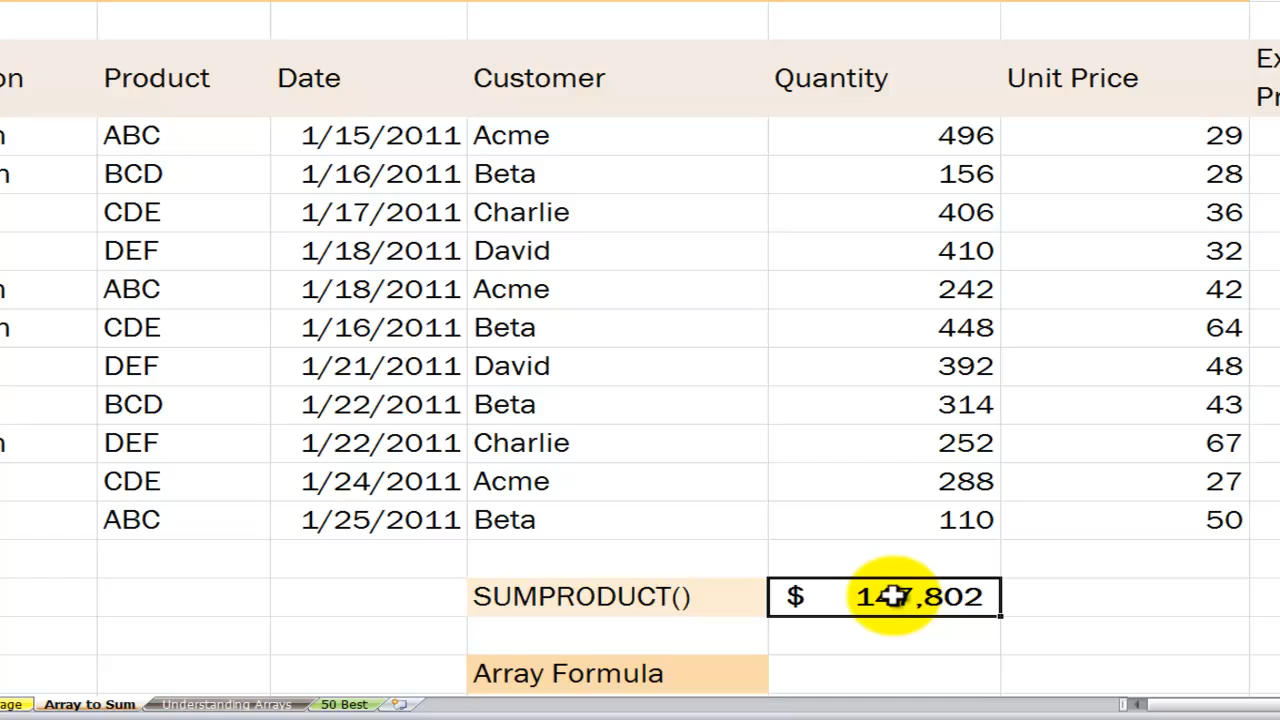 on Product Date Customer Quantity Unit Price Ex
Pr
n ABC 1/15/2011 Acme 496 29
n BCD 1/16/2011 Beta 156 28
CDE 1/17/2011 Charlie 406 36
DEF 1/18/2011 David 410 32
n ABC 1/18/2011 Acme 242 42
n CDE 1/16/2011 Beta 448 64
DEF 1/21/2011 David 392 48
BCD 1/22/2011 Beta 314 43
n DEF 1/22/2011 Charlie 252 67
CDE 1/24/2011 Acme 288 27
ABC 1/25/2011 Beta 110 50
SUMPRODUCT() $ 147,802
Array Formula
age Array to Sum Understanding Arrays 50 Best